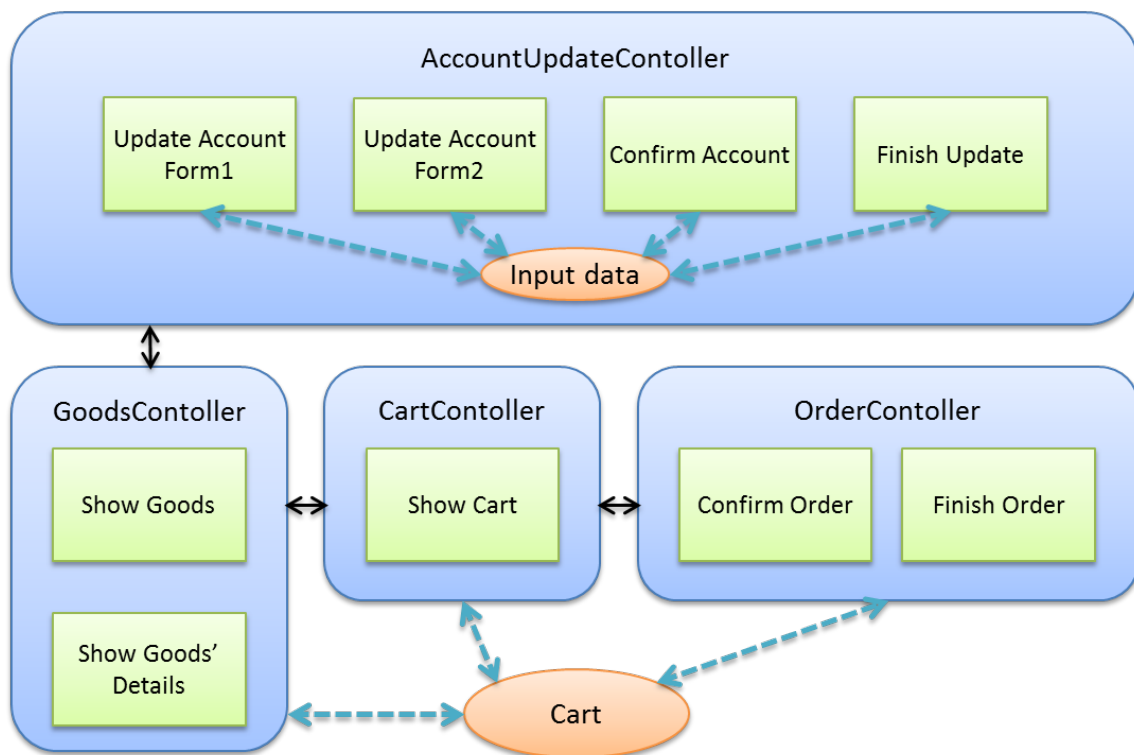 AccountUpdateContoller
Update Account
Form1
Update Account
Form2
Confirm Account
Finish Update
Input data
GoodsContoller
Show Goods
Show Goods’
Details
CartContoller
Show Cart
OrderContoller
Confirm Order
Finish Order
Cart